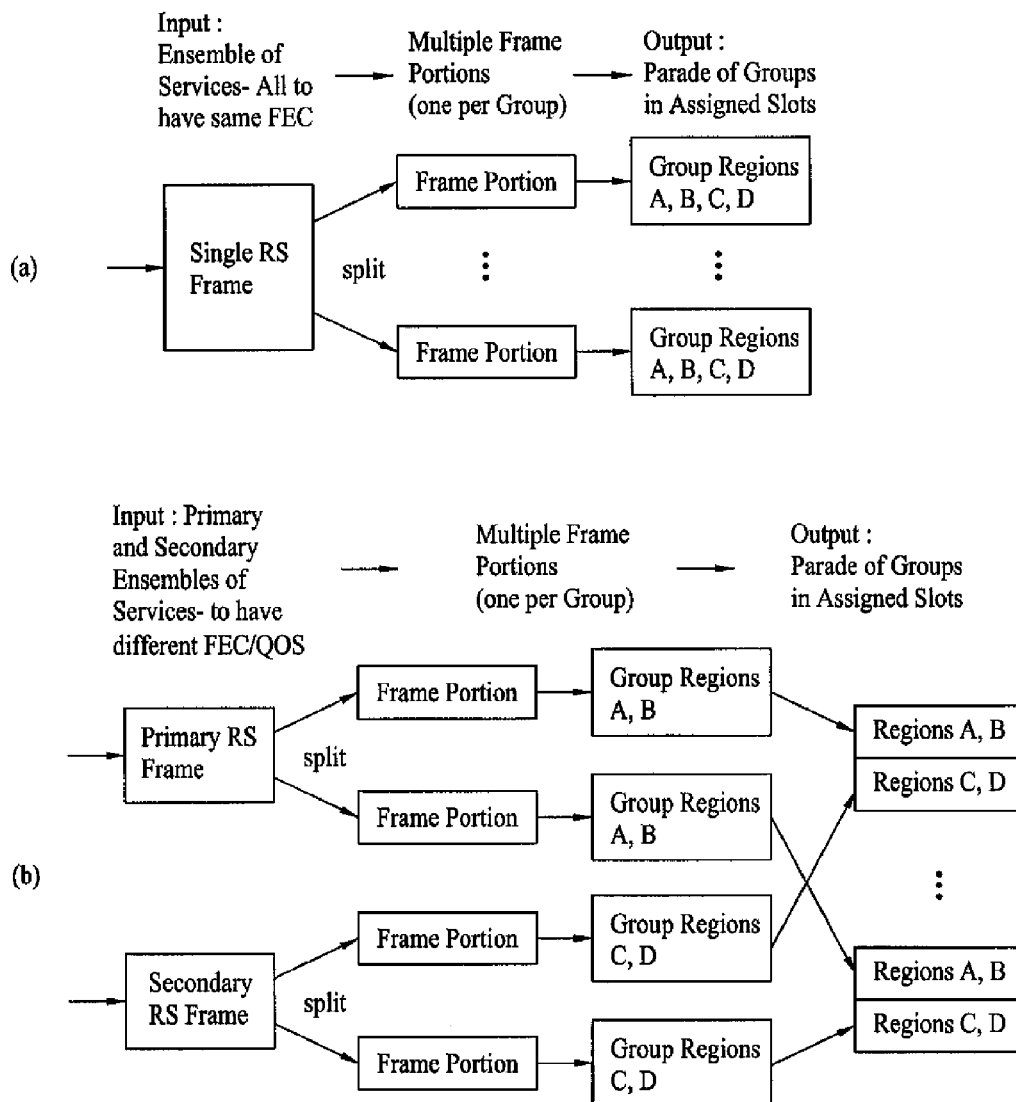 Input :
Ensemble of
Services- All to
have same FEC
Multiple Frame
Portions
(one per Group)
Output :
Parade of Groups
in Assigned Slots
(a)
Single RS
Frame
split
Frame Portion
Group Regions
A, B, C, D
Frame Portion
Group Regions
A, B, C, D
Input : Primary
and Secondary
Ensembles of
Services- to have
different FEC/QOS
Multiple Frame
Portions
(one per Group)
Output :
Parade of Groups
in Assigned Slots
(b)
Primary RS
Frame
split
Frame Portion
Group Regions
A, B
Frame Portion
Group Regions
A, B
Secondary
RS Frame
split
Frame Portion
Group Regions
C, D
Frame Portion
Group Regions
C, D
Regions A, B
Regions C, D
Regions A, B
Regions C, D